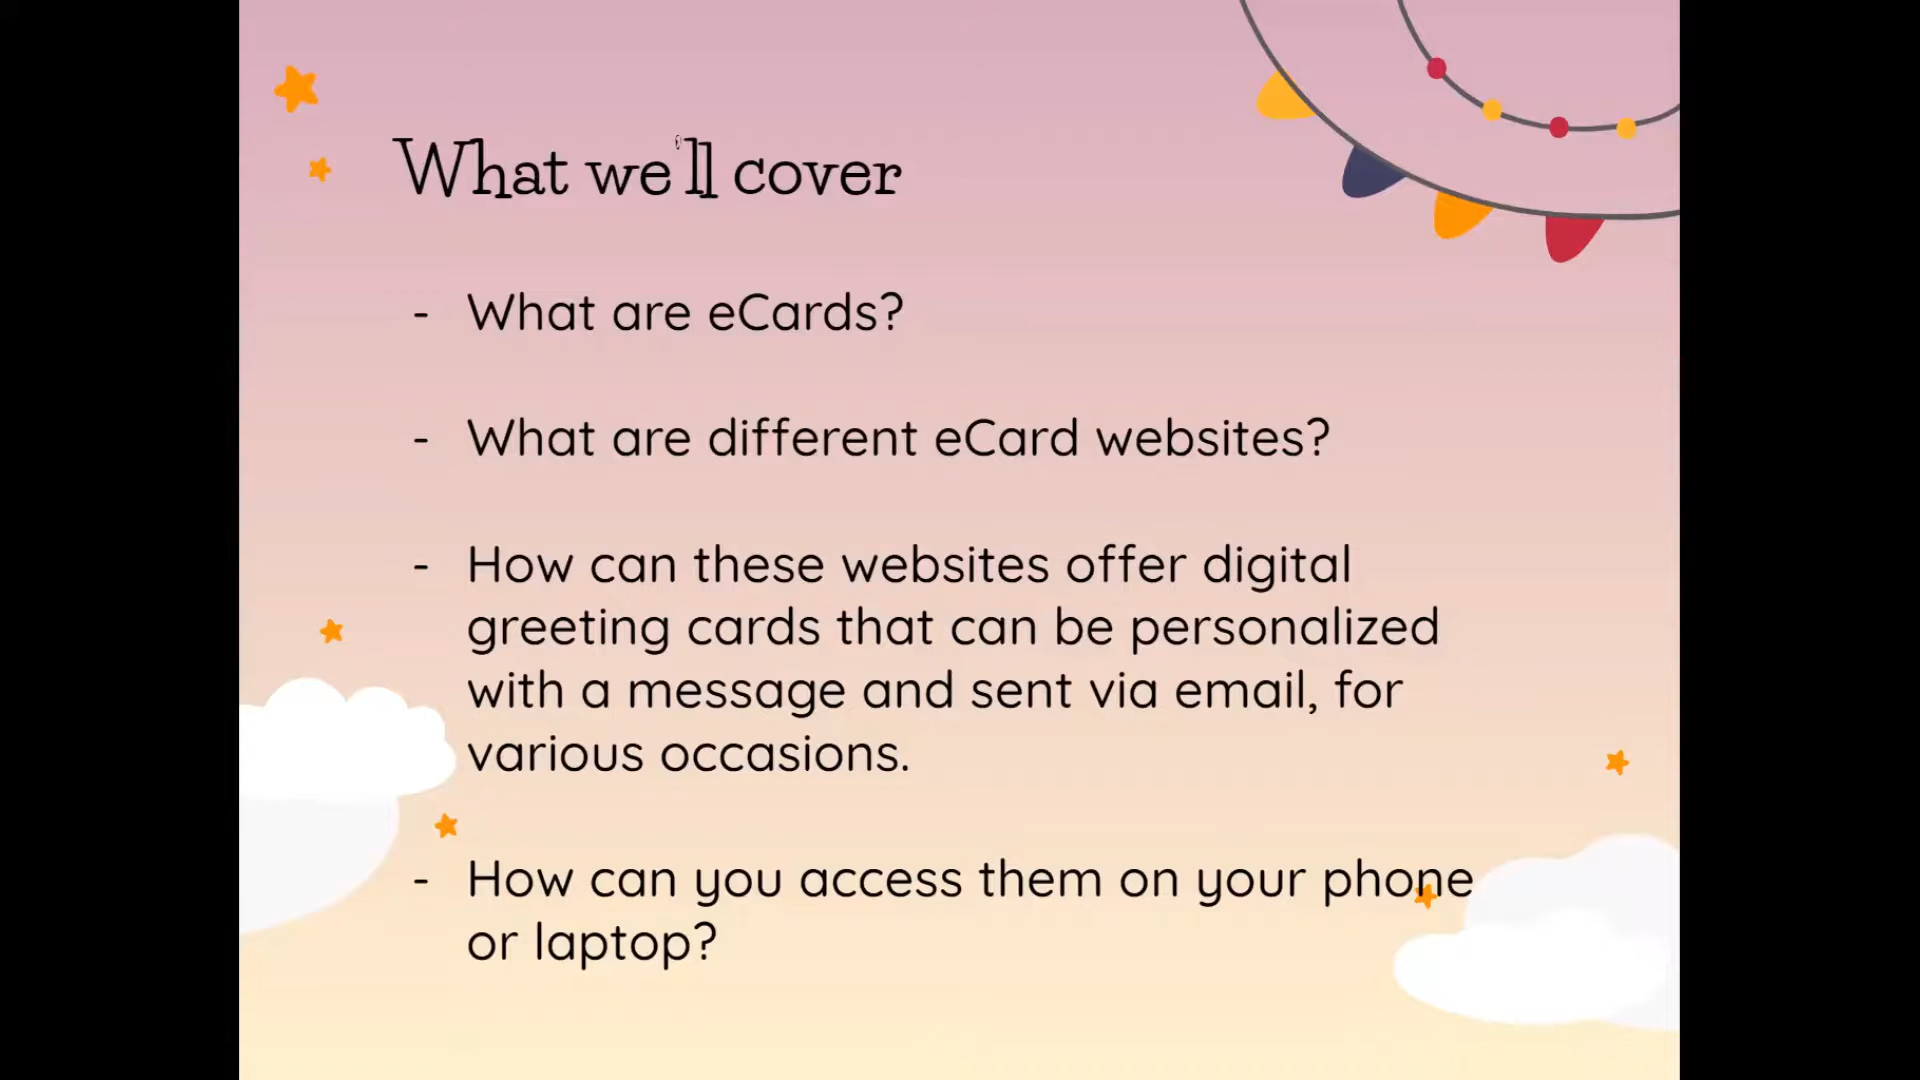 What we'll cover
- What are eCards?
- What are different eCard websites?
- How can these websites offer digital
greeting cards that can be personalized
with a message and sent via email, for
various occasions.
- How can you access them on your phone
or laptop?